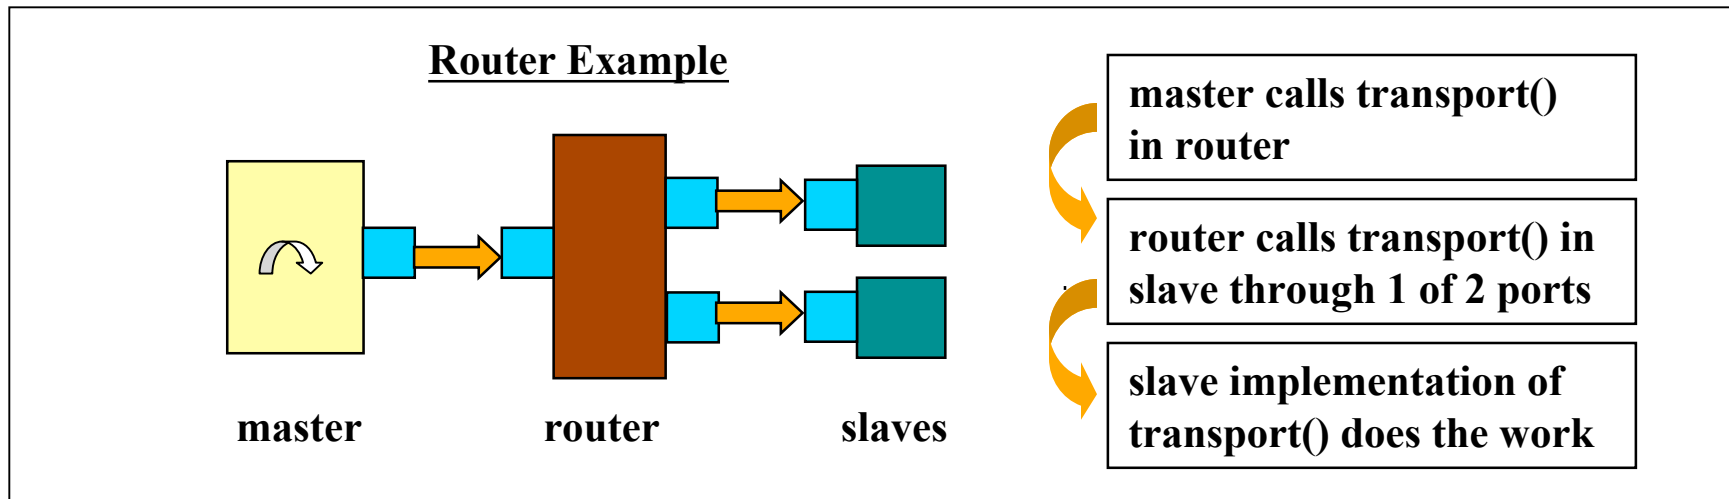 Router Example
master
router
slaves
master calls transport()
in router
router calls transport() in
slave through 1 of 2 ports
slave implementation of
transport() does the work